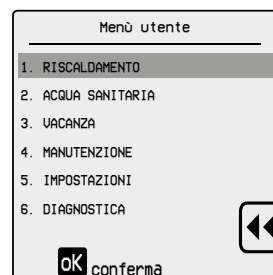 Menù utente
1. RISCALDAMENTO
2. ACQUA SANITARIA
3. VACANZA
4. MANUTENZIONE
5. IMPOSTAZIONI
6. DIAGNOSTICA
OK conferma